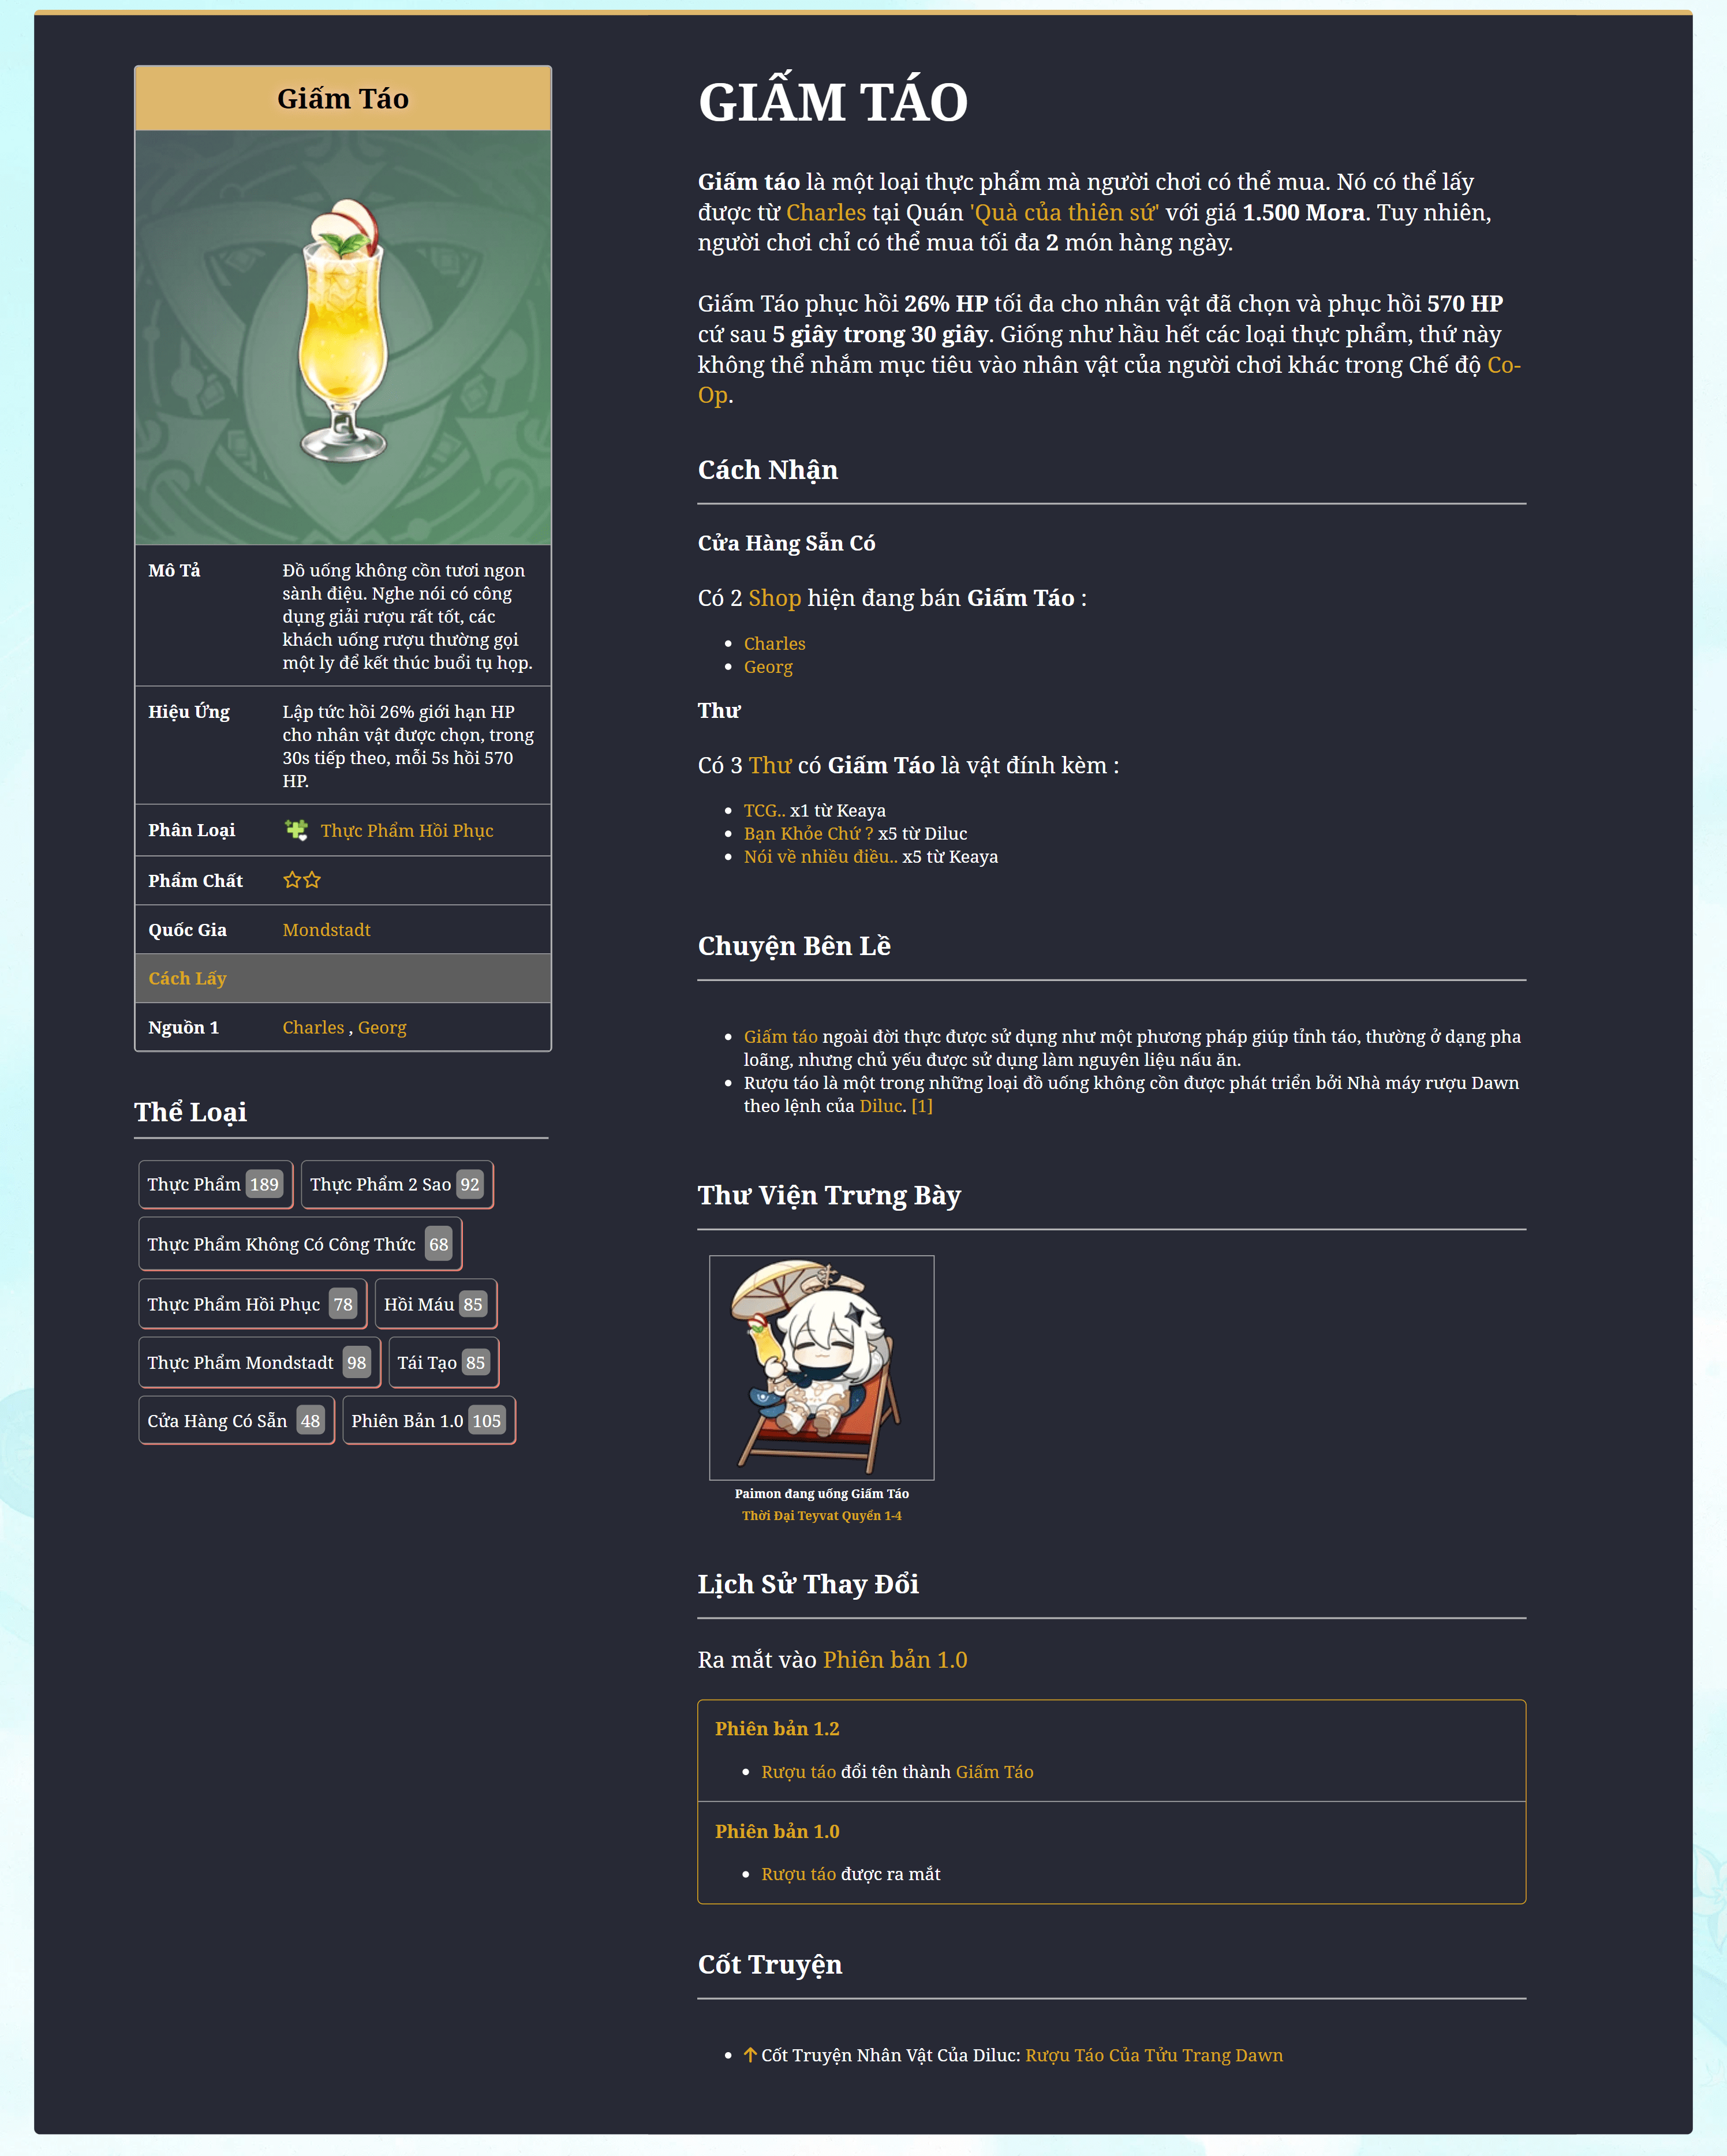 Giấm Táo
Mô Tả
Đồ uống không cồn tươi ngon
sành điệu. Nghe nói có công
dụng giải rượu rất tốt, các
khách uống rượu thường gọi
một ly để kết thúc buổi tụ họp.
Hiệu Ứng
Lập tức hồi 26% giới hạn HP
cho nhân vật được chọn, trong
30s tiếp theo, mỗi 5s hồi 570
HP.
Phân Loại
Thực Phẩm Hồi Phục
Phẩm Chất
Quốc Gia
Mondstadt
Cách Lấy
Nguồn 1
Charles , Georg
Thể Loại
Thực Phẩm 189
Thực Phẩm 2 Sao 92
Thực Phẩm Không Có Công Thức 68
Thực Phẩm Hồi Phục 78
Hồi Máu 85
Thực Phẩm Mondstadt 98
Tái Tạo 85
Cửa Hàng Có Sẵn 48
Phiên Bản 1.0 105
GIẤM TÁO
Giấm táo là một loại thực phẩm mà người chơi có thể mua. Nó có thể lấy
được từ Charles tại Quán 'Quà của thiên sứ' với giá 1.500 Mora. Tuy nhiên,
người chơi chỉ có thể mua tối đa 2 món hàng ngày.
Giấm Táo phục hồi 26% HP tối đa cho nhân vật đã chọn và phục hồi 570 HP
cứ sau 5 giây trong 30 giây. Giống như hầu hết các loại thực phẩm, thứ này
không thể nhắm mục tiêu vào nhân vật của người chơi khác trong Chế độ Co-
Op.
Cách Nhận
Cửa Hàng Sẵn Có
Có 2 Shop hiện đang bán Giấm Táo :
Charles
Georg
Thư
Có 3 Thư có Giấm Táo là vật đính kèm :
TCG.. x1 từ Keaya
Bạn Khỏe Chứ ? x5 từ Diluc
Nói về nhiều điều.. x5 từ Keaya
Chuyện Bên Lề
Giấm táo ngoài đời thực được sử dụng như một phương pháp giúp tỉnh táo, thường ở dạng pha
loãng, nhưng chủ yếu được sử dụng làm nguyên liệu nấu ăn.
Rượu táo là một trong những loại đồ uống không cồn được phát triển bởi Nhà máy rượu Dawn
theo lệnh của Diluc. [1]
Thư Viện Trưng Bày
Paimon đang uống Giấm Táo
Thời Đại Teyvat Quyển 1-4
Lịch Sử Thay Đổi
Ra mắt vào Phiên bản 1.0
Phiên bản 1.2
Rượu táo đổi tên thành Giấm Táo
Phiên bản 1.0
Rượu táo được ra mắt
Cốt Truyện
Cốt Truyện Nhân Vật Của Diluc: Rượu Táo Của Tửu Trang Dawn